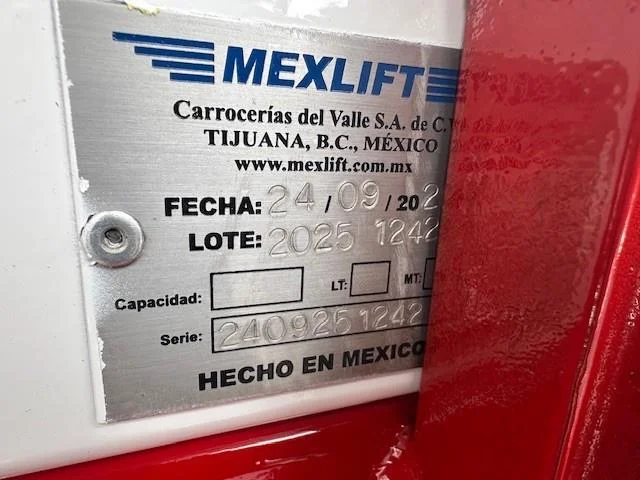 MEXLIFT
Carrocerías del Valle S.A. de C.V
TIJUANA, B.C., MÉXICO
www.mexlift.com.mx
FECHA: 24 / 09 / 202
LOTE: 2025 1242
Capacidad: LT: MT:
Serie: 240925 1242
HECHO EN MEXICO